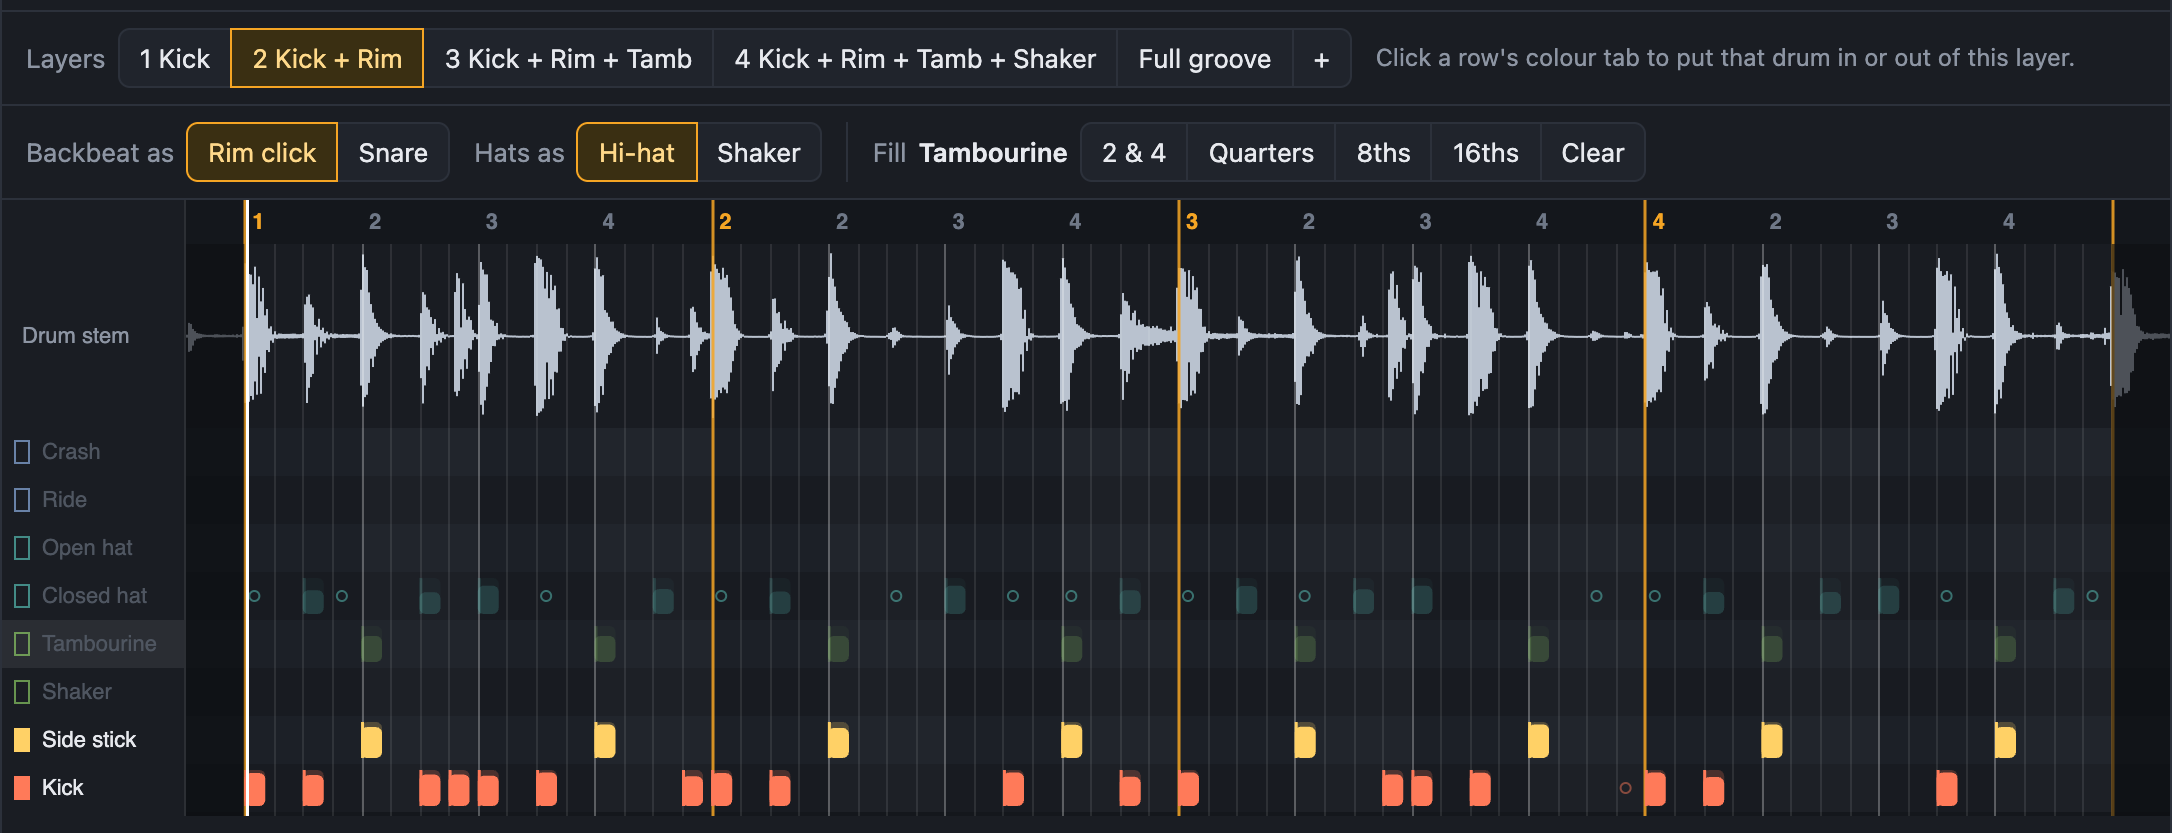 Layers 1 Kick 2 Kick + Rim 3 Kick + Rim + Tamb 4 Kick + Rim + Tamb + Shaker Full groove + Click a row's colour tab to put that drum in or out of this layer.
Backbeat as Rim click Snare Hats as Hi-hat Shaker Fill Tambourine 2 & 4 Quarters 8ths 16ths Clear
1 2 3 4 2 2 3 4 3 2 3 4 4 2 3 4
Drum stem
Crash
Ride
Open hat
Closed hat
Tambourine
Shaker
Side stick
Kick